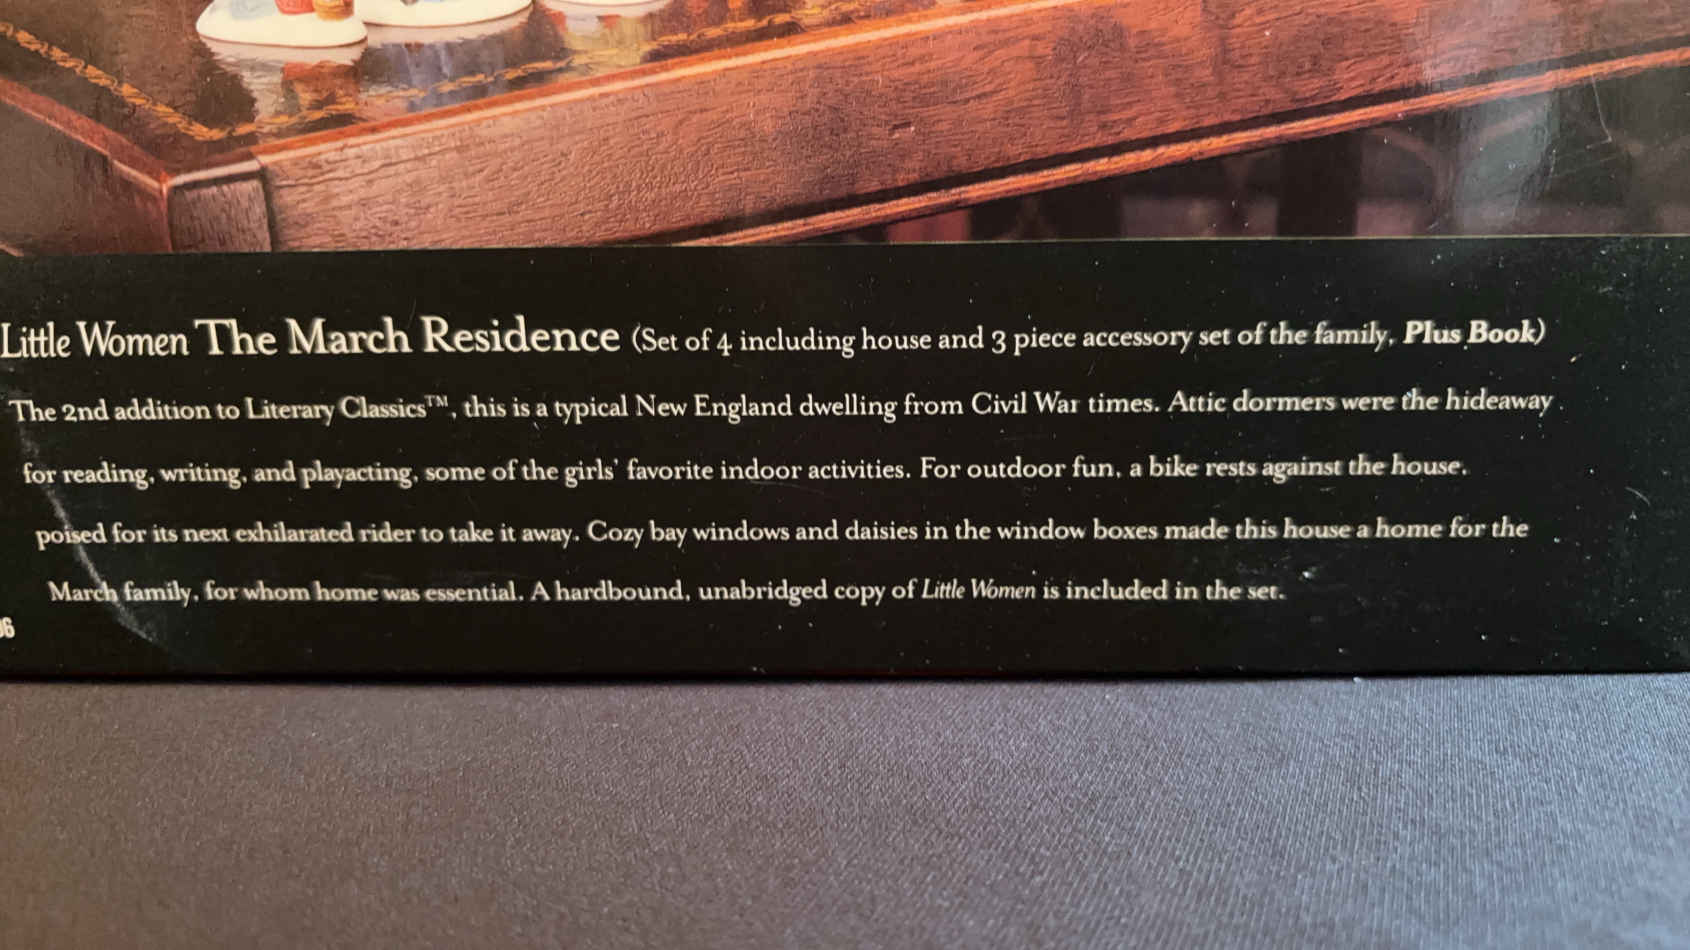 Little Women The March Residence (Set of 4 including house and 3 piece accessory set of the family, Plus Book)
The 2nd addition to Literary Classics™, this is a typical New England dwelling from Civil War times. Attic dormers were the hideaway
for reading, writing, and playacting, some of the girls' favorite indoor activities. For outdoor fun, a bike rests against the house,
poised for its next exhilarated rider to take it away. Cozy bay windows and daisies in the window boxes made this house a home for the
March family, for whom home was essential. A hardbound, unabridged copy of Little Women is included in the set.